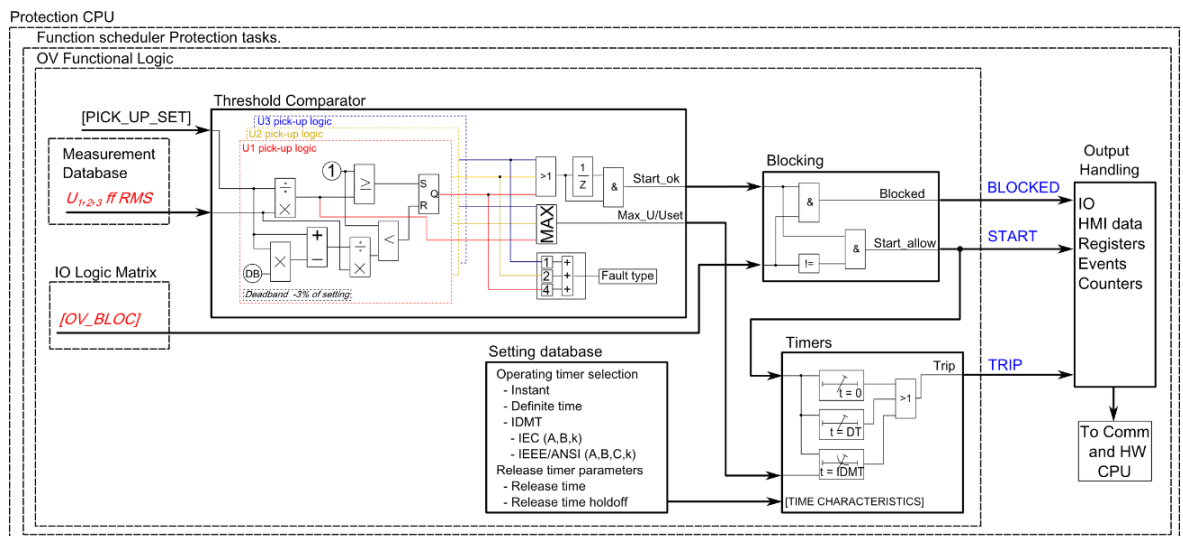 Protection CPU
Function scheduler Protection tasks.
OV Functional Logic
[PICK_UP_SET]
Measurement
Database
U1,2,3 ff RMS
IO Logic Matrix
[OV_BLOC]
Threshold Comparator
U3 pick-up logic
U2 pick-up logic
U1 pick-up logic
1
÷
×
≥
S
Q
R
<
+
−
÷
×
×
DB
Deadband -3% of setting
>1
1
Z
&
Start_ok
MAX
Max_U/Uset
1
+
2
+
4
+
Fault type
Blocking
&
Blocked
&
!=
Start_allow
BLOCKED
START
TRIP
Output
Handling
IO
HMI data
Registers
Events
Counters
To Comm
and HW
CPU
Setting database
Operating timer selection
- Instant
- Definite time
- IDMT
- IEC (A,B,k)
- IEEE/ANSI (A,B,C,k)
Release timer parameters
- Release time
- Release time holdoff
Timers
t = 0
t = DT
t = IDMT
>1
Trip
[TIME CHARACTERISTICS]